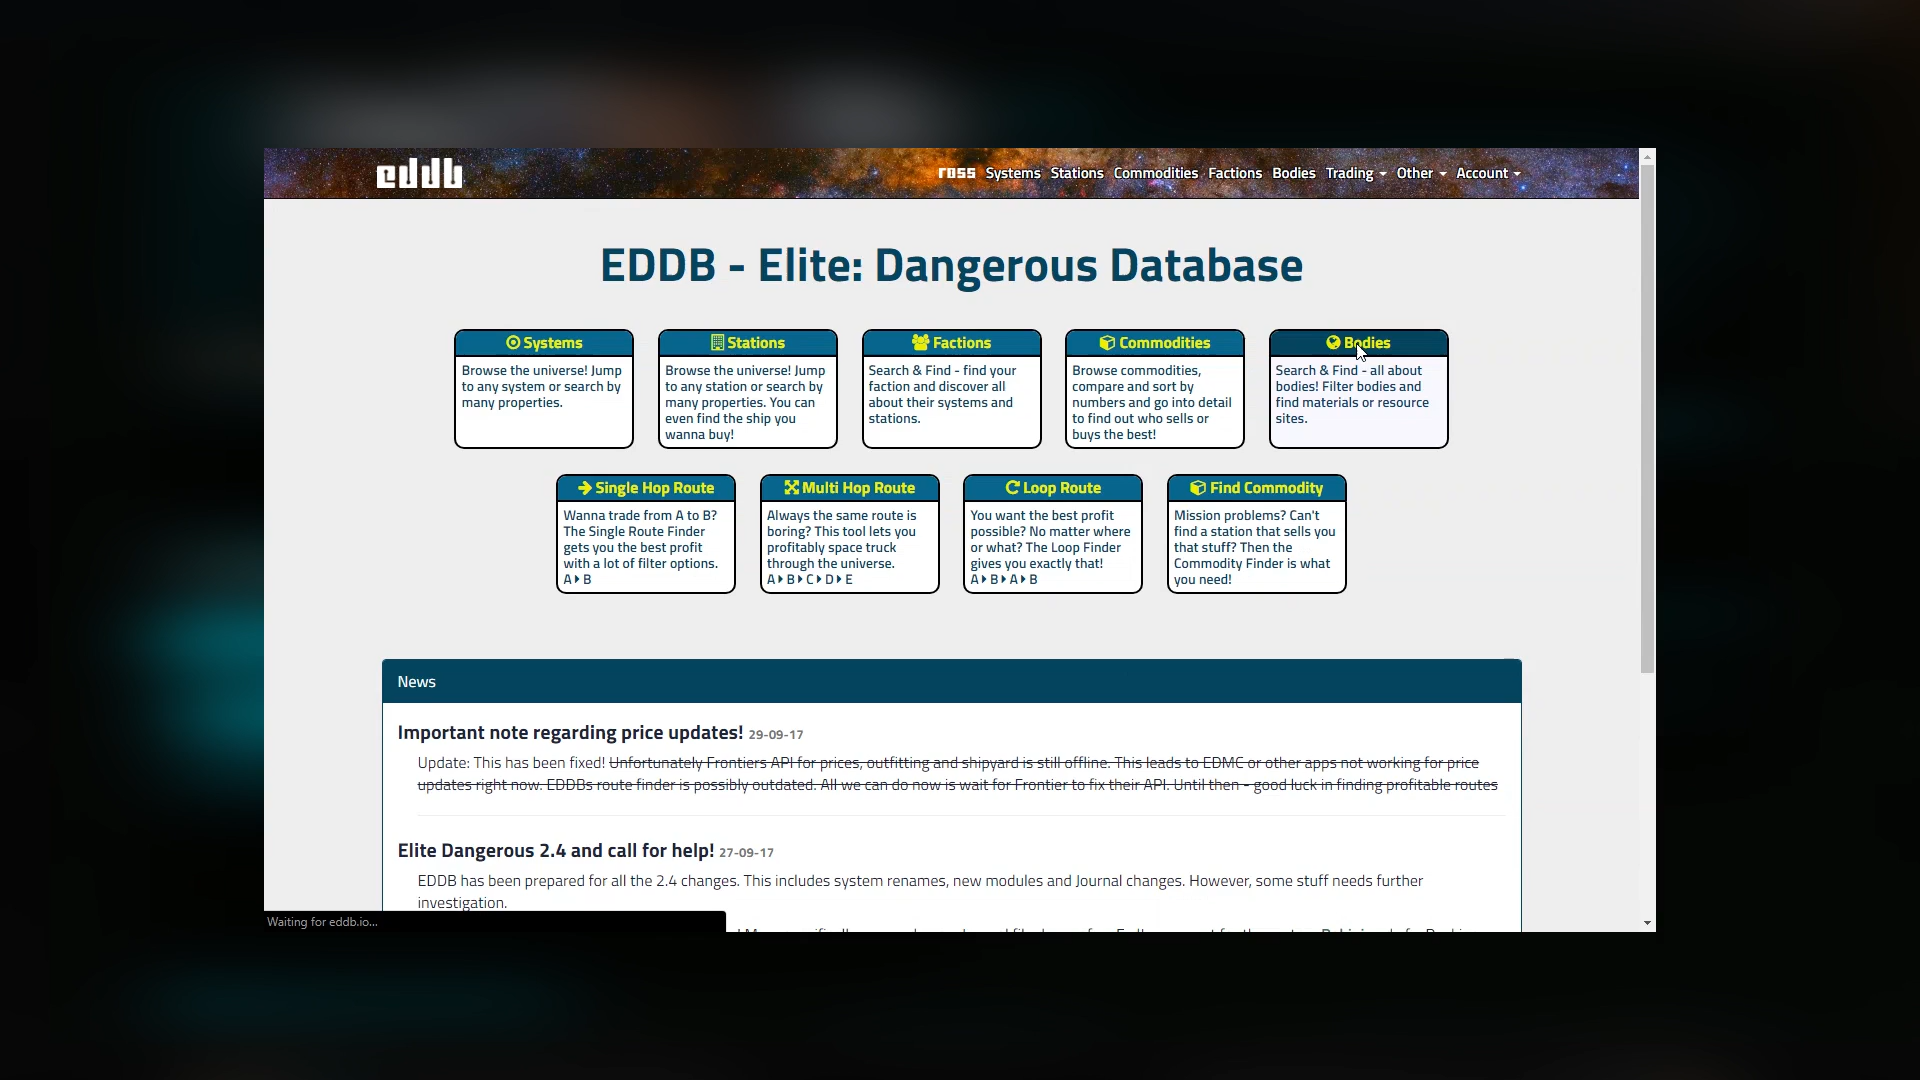 eddb
ross Systems Stations Commodities Factions Bodies Trading Other Account
EDDB - Elite: Dangerous Database
Systems
Browse the universe! Jump
to any system or search by
many properties.
Stations
Browse the universe! Jump
to any station or search by
many properties. You can
even find the ship you
wanna buy!
Factions
Search & Find - find your
faction and discover all
about their systems and
stations.
Commodities
Browse commodities,
compare and sort by
numbers and go into detail
to find out who sells or
buys the best!
Bodies
Search & Find - all about
bodies! Filter bodies and
find materials or resource
sites.
Single Hop Route
Wanna trade from A to B?
The Single Route Finder
gets you the best profit
with a lot of filter options.
A ▸ B
Multi Hop Route
Always the same route is
boring? This tool lets you
profitably space truck
through the universe.
A ▸ B ▸ C ▸ D ▸ E
Loop Route
You want the best profit
possible? No matter where
or what? The Loop Finder
gives you exactly that!
A ▸ B ▸ A ▸ B
Find Commodity
Mission problems? Can't
find a station that sells you
that stuff? Then the
Commodity Finder is what
you need!
News
Important note regarding price updates! 29-09-17
Update: This has been fixed! Unfortunately Frontiers API for prices, outfitting and shipyard is still offline. This leads to EDMC or other apps not working for price
updates right now. EDDBs route finder is possibly outdated. All we can do now is wait for Frontier to fix their API. Until then - good luck in finding profitable routes
Elite Dangerous 2.4 and call for help! 27-09-17
EDDB has been prepared for all the 2.4 changes. This includes system renames, new modules and Journal changes. However, some stuff needs further
investigation.
Waiting for eddb.io...